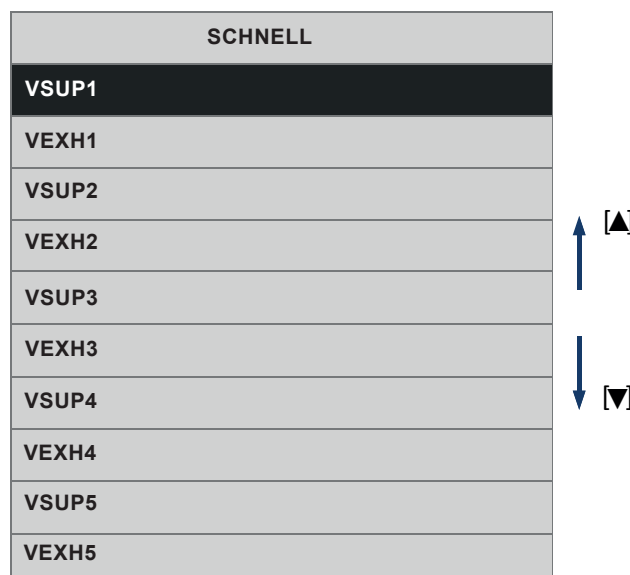 SCHNELL
VSUP1
VEXH1
VSUP2
VEXH2
VSUP3
VEXH3
VSUP4
VEXH4
VSUP5
VEXH5
[▲]
[▼]